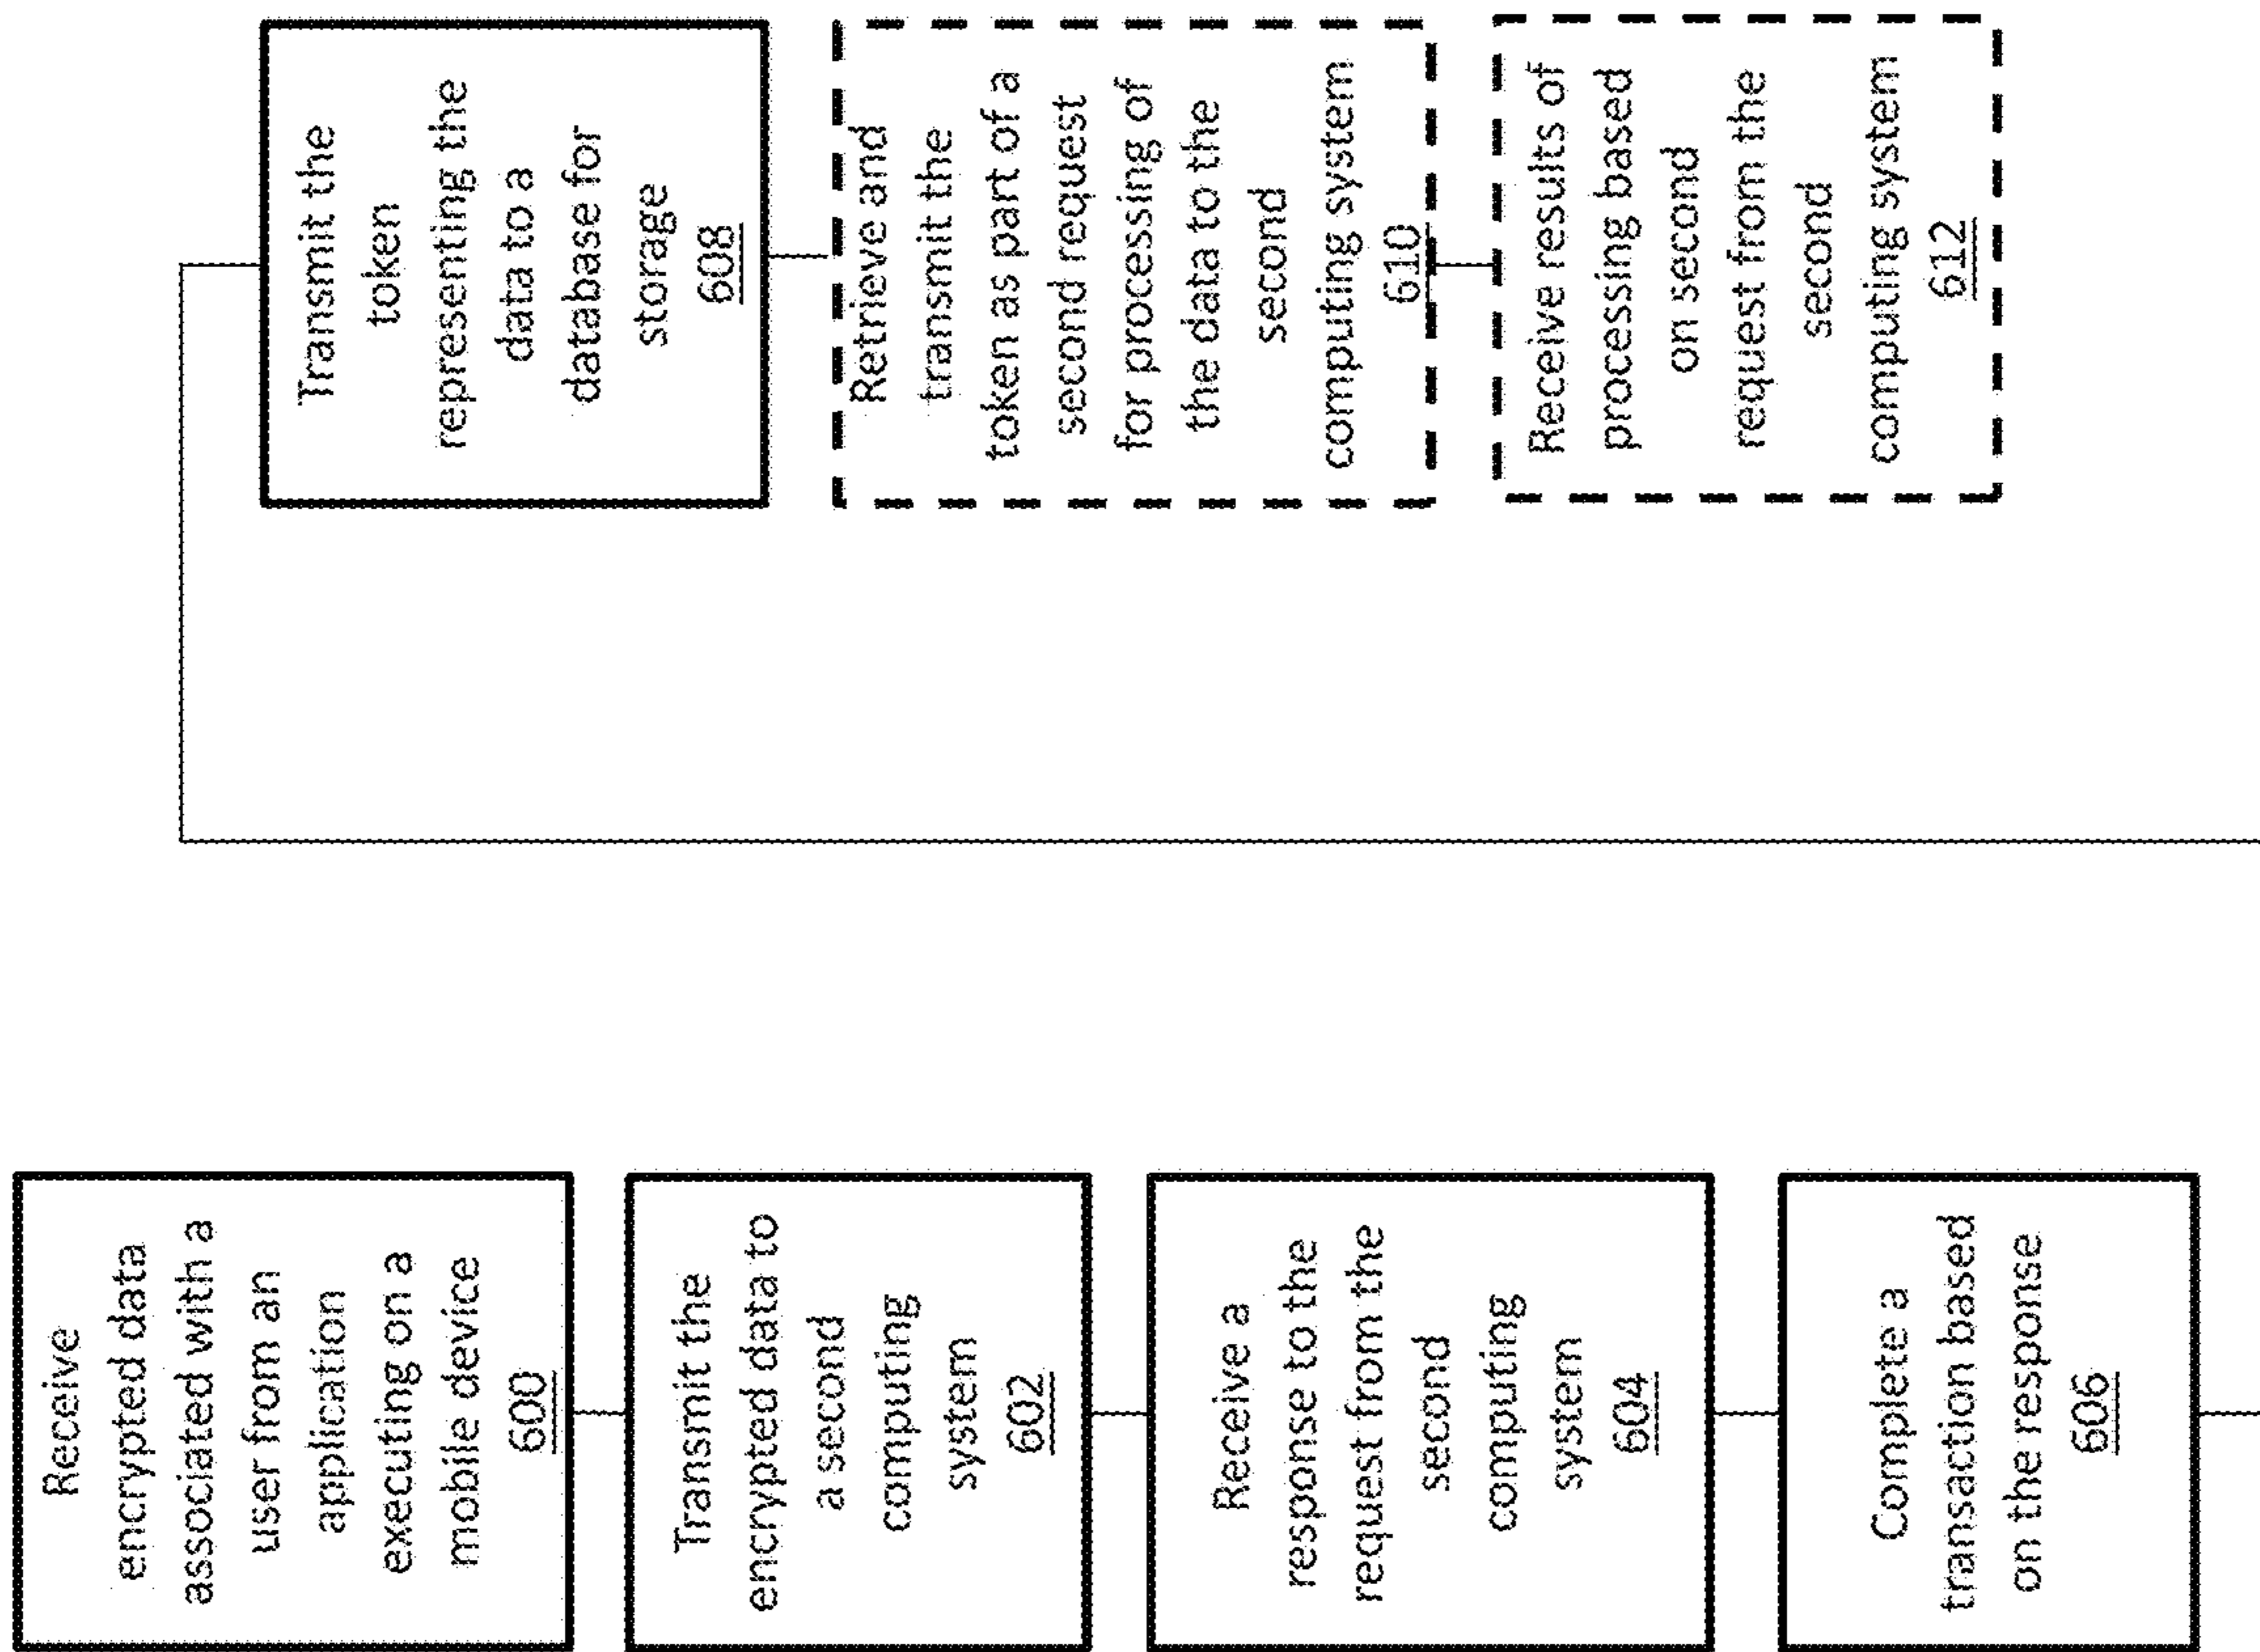 Receive
encrypted data
associated with a
user from an
application
executing on a
mobile device
600
Transmit the
encrypted data to
a second
computing
system
602
Receive a
response to the
request from the
second
computing
system
604
Complete a
transaction based
on the response
606
Transmit the
token
representing the
data to a
database for
storage
608
Retrieve and
transmit the
token as part of a
second request
for processing of
the data to the
second
computing system
610
Receive results of
processing based
on second
request from the
second
computing system
612